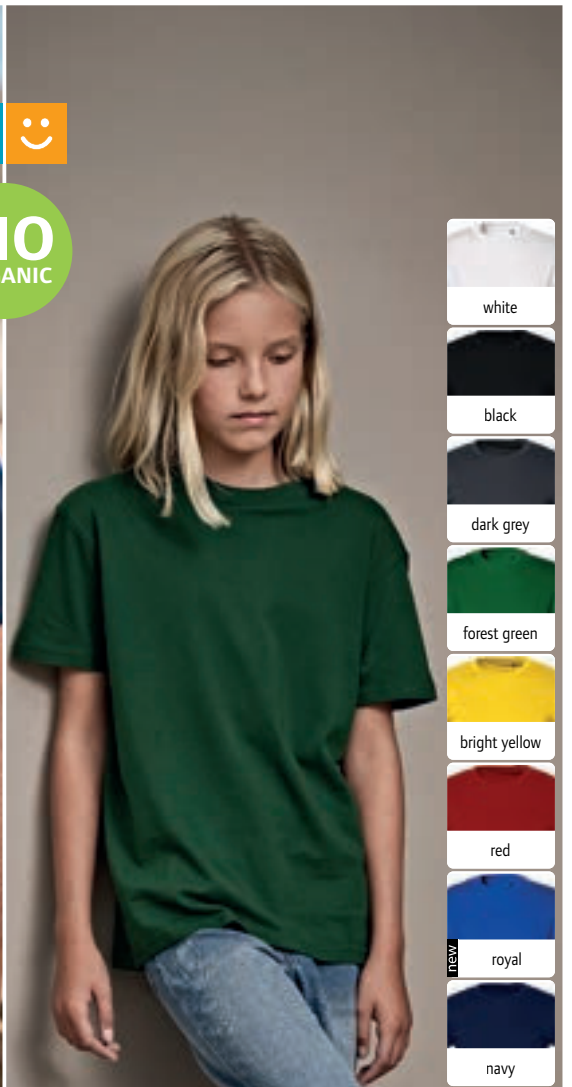 IO
ANIC
white
black
dark grey
forest green
bright yellow
red
new
royal
navy